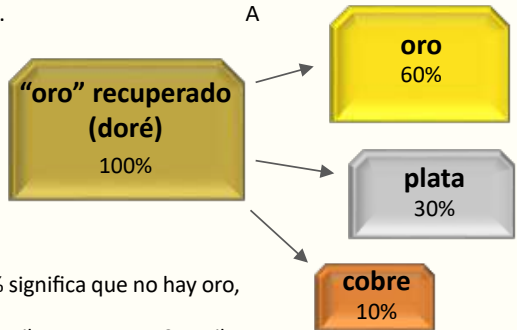 .
A
"oro" recuperado
(doré)
100%
oro
60%
plata
30%
cobre
10%
% significa que no hay oro,